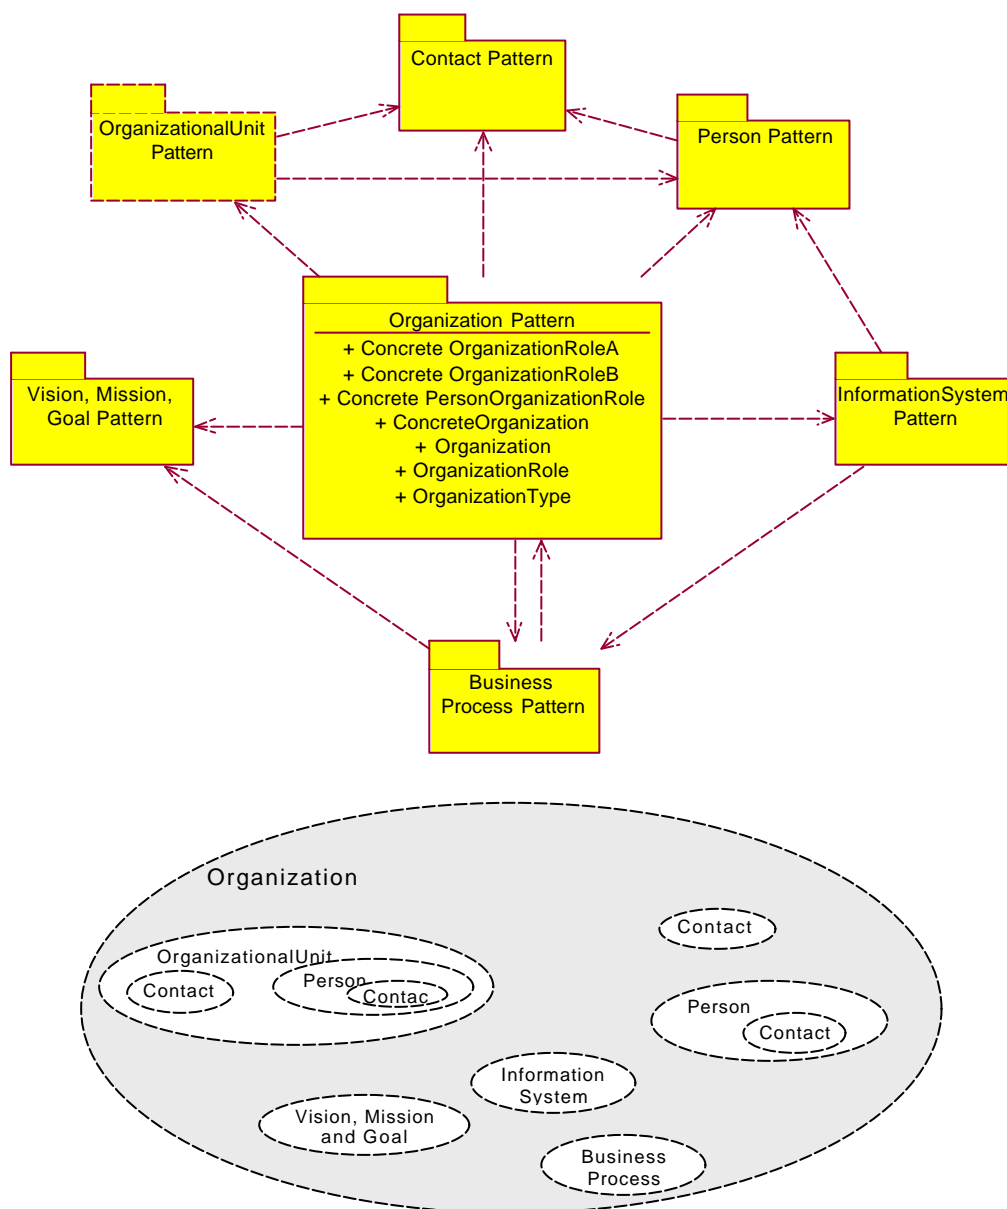 Contact Pattern
OrganizationalUnit
Pattern
Person Pattern
Organization Pattern
+ Concrete OrganizationRoleA
+ Concrete OrganizationRoleB
+ Concrete PersonOrganizationRole
+ ConcreteOrganization
+ Organization
+ OrganizationRole
+ OrganizationType
Vision, Mission,
Goal Pattern
InformationSystem
Pattern
Business
Process Pattern
Organization
OrganizationalUnit
Contact
Person
Contac
Contact
Person
Contact
Information
System
Vision, Mission
and Goal
Business
Process